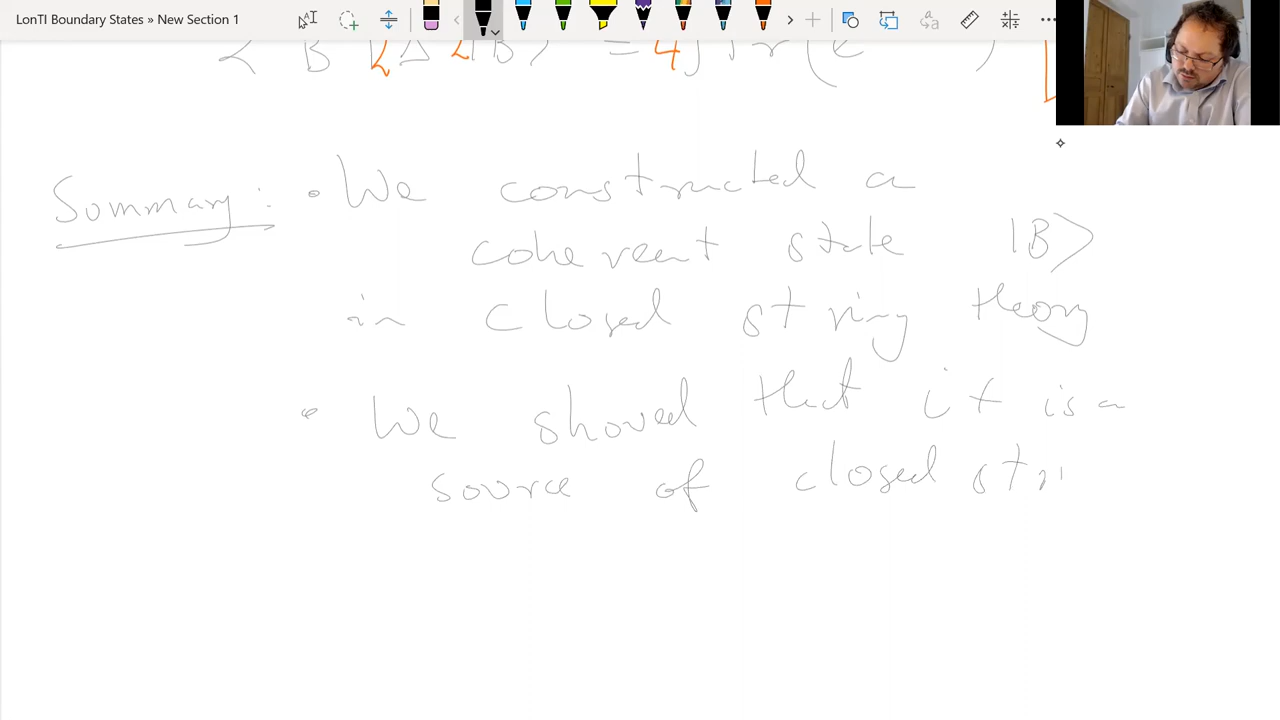 LonTI Boundary States » New Section 1
Summary: • We constructed a
coherent state |B>
in closed string theory
• We showed that it is a
source of closed stri